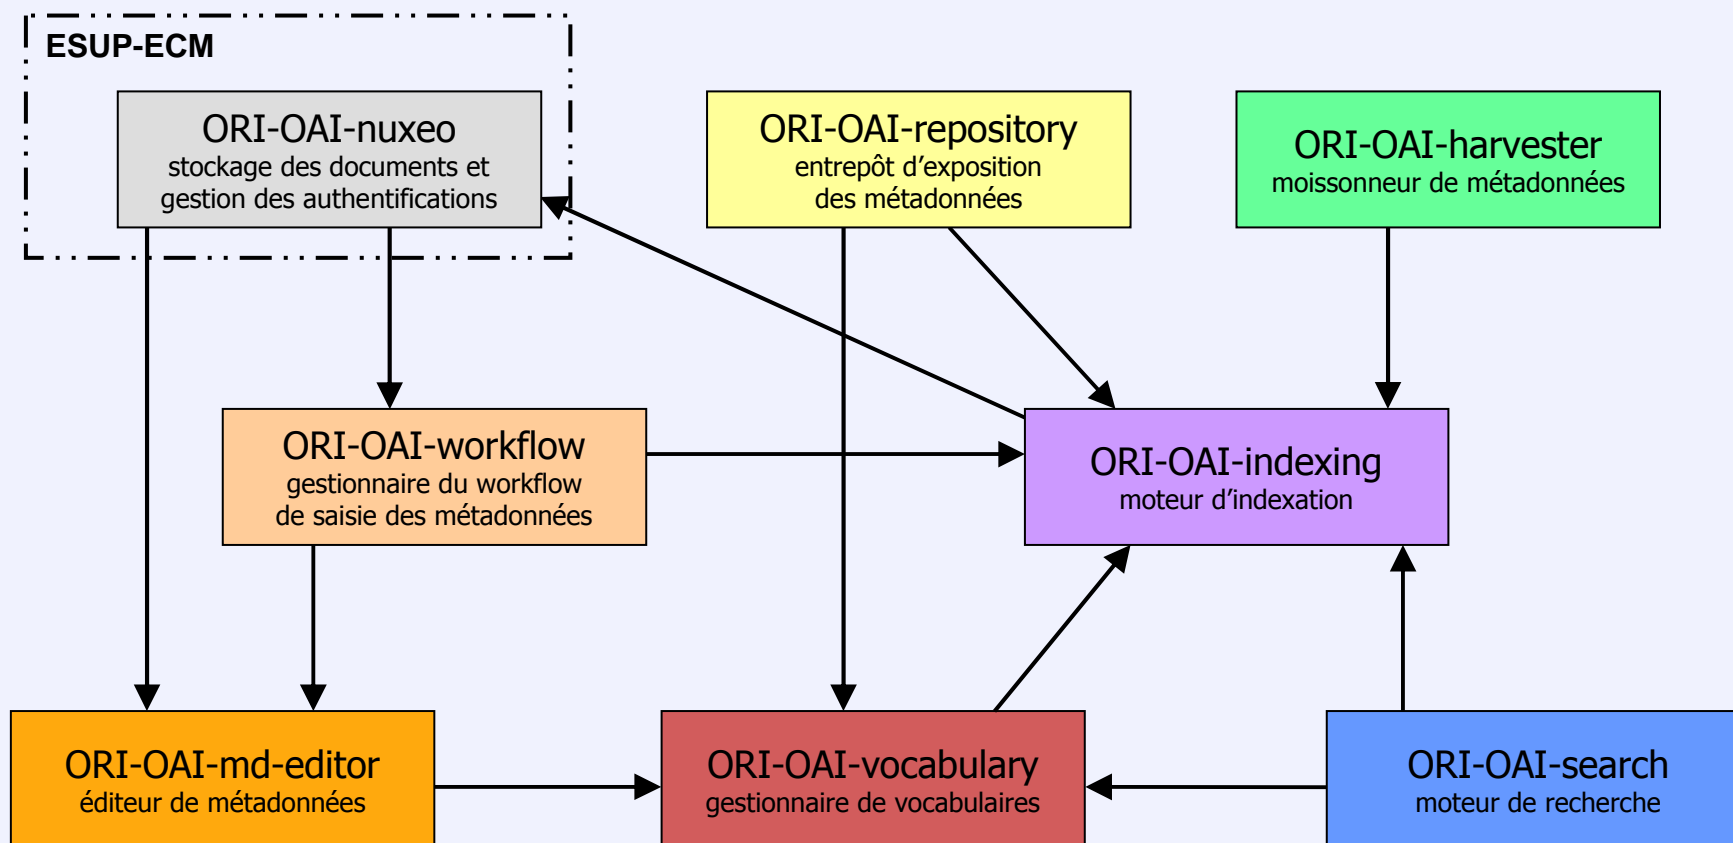 ESUP-ECM
ORI-OAI-nuxeo
stockage des documents et
gestion des authentifications
ORI-OAI-repository
entrepôt d’exposition
des métadonnées
ORI-OAI-harvester
moissonneur de métadonnées
ORI-OAI-workflow
gestionnaire du workflow
de saisie des métadonnées
ORI-OAI-indexing
moteur d’indexation
ORI-OAI-md-editor
éditeur de métadonnées
ORI-OAI-vocabulary
gestionnaire de vocabulaires
ORI-OAI-search
moteur de recherche